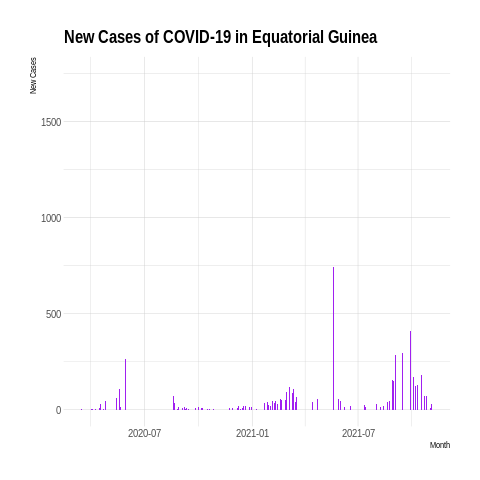 New Cases of COVID-19 in Equatorial Guinea
New Cases
1500
1000
500
0
2020-07
2021-01
2021-07
Month